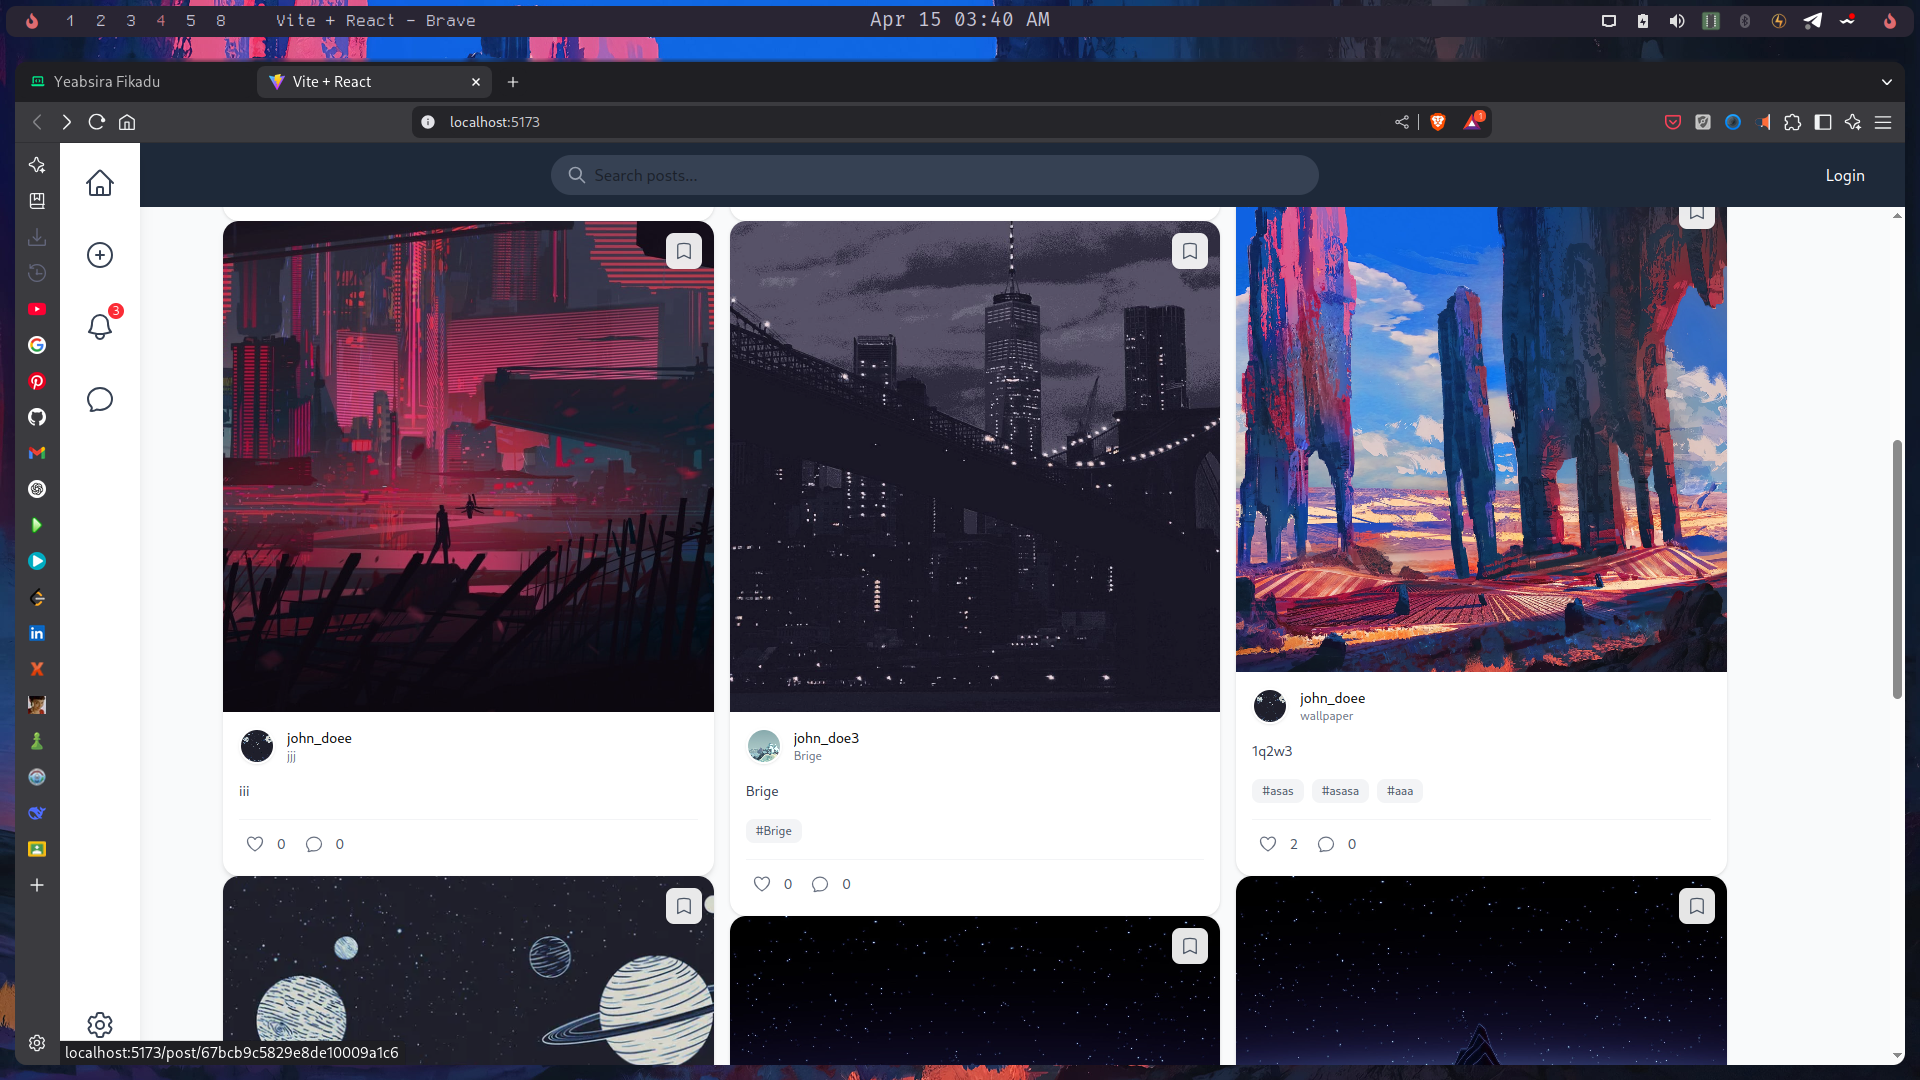 1 2 3 4 5 8 Vite + React - Brave Apr 15 03:40 AM
Yeabsira Fikadu Vite + React
localhost:5173 1
Search posts... Login
3
john_doee
jjj
iii
0 0
john_doe3
Brige
Brige
#Brige
0 0
john_doee
wallpaper
1q2w3
#asas #asasa #aaa
2 0
localhost:5173/post/67bcb9c5829e8de10009a1c6